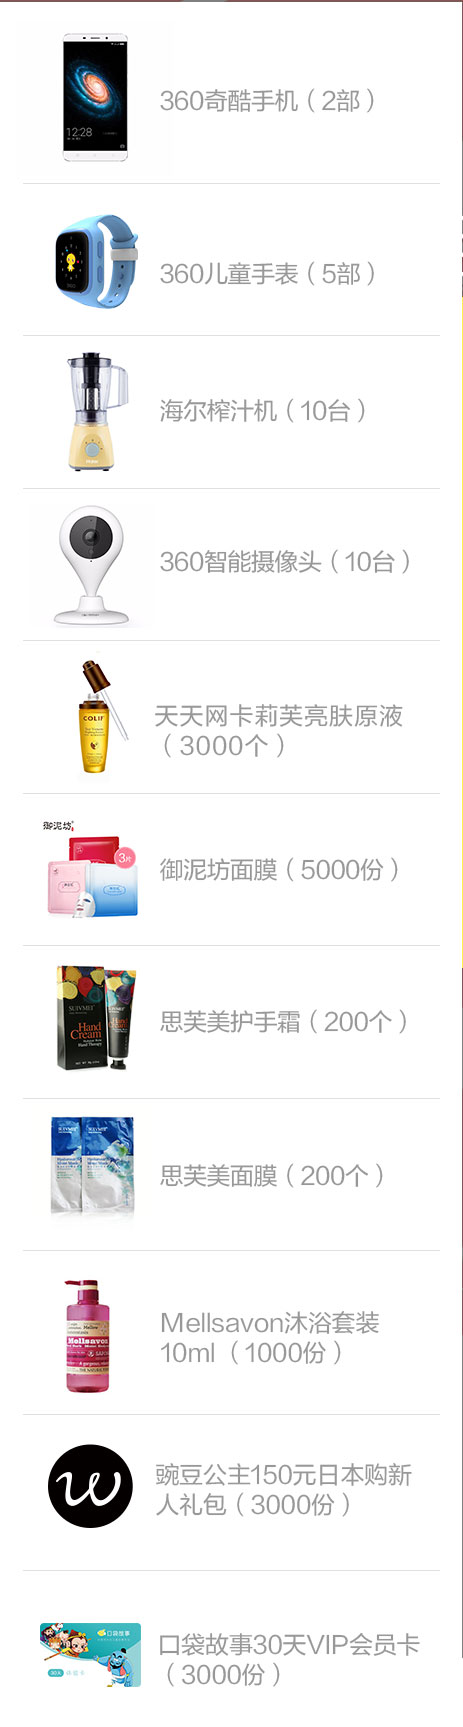 12:28
360奇酷手机（2部）
360儿童手表（5部）
海尔榨汁机（10台）
360智能摄像头（10台）
COLIF
天天网卡莉芙亮肤原液
（3000个）
御泥坊
3片
御泥坊面膜（5000份）
SUIVMEI
Hand
Cream
Hand Therapy
思芙美护手霜（200个）
SUIVMEI
思芙美面膜（200个）
Mellsavon
Mellsavon沐浴套装
10ml （1000份）
w
豌豆公主150元日本购新
人礼包（3000份）
口袋故事
口袋故事30天VIP会员卡
（3000份）